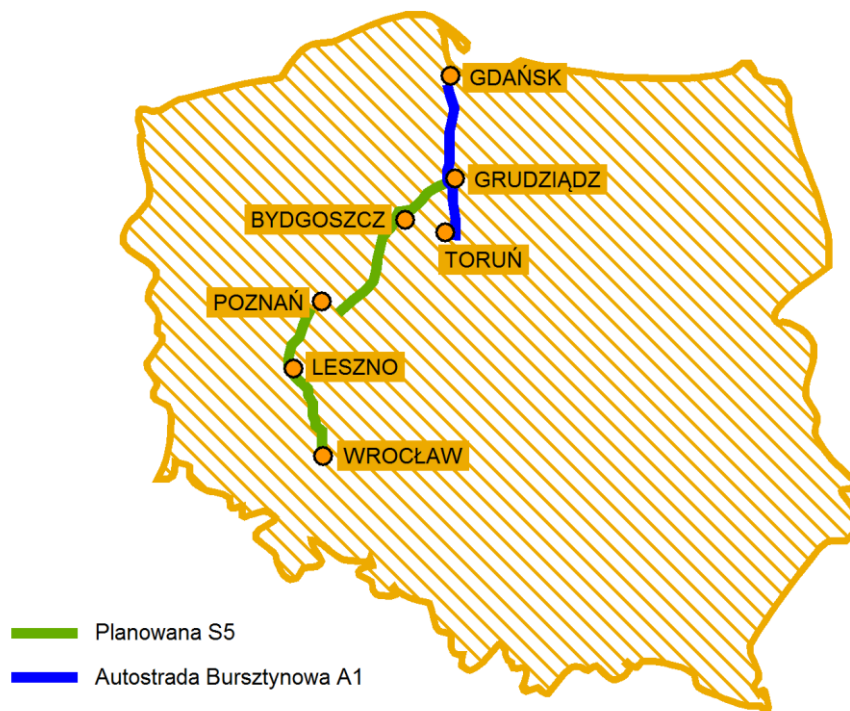 GDAŃSK
GRUDZIĄDZ
BYDGOSZCZ
TORUŃ
POZNAŃ
LESZNO
WROCŁAW
Planowana S5
Autostrada Bursztynowa A1